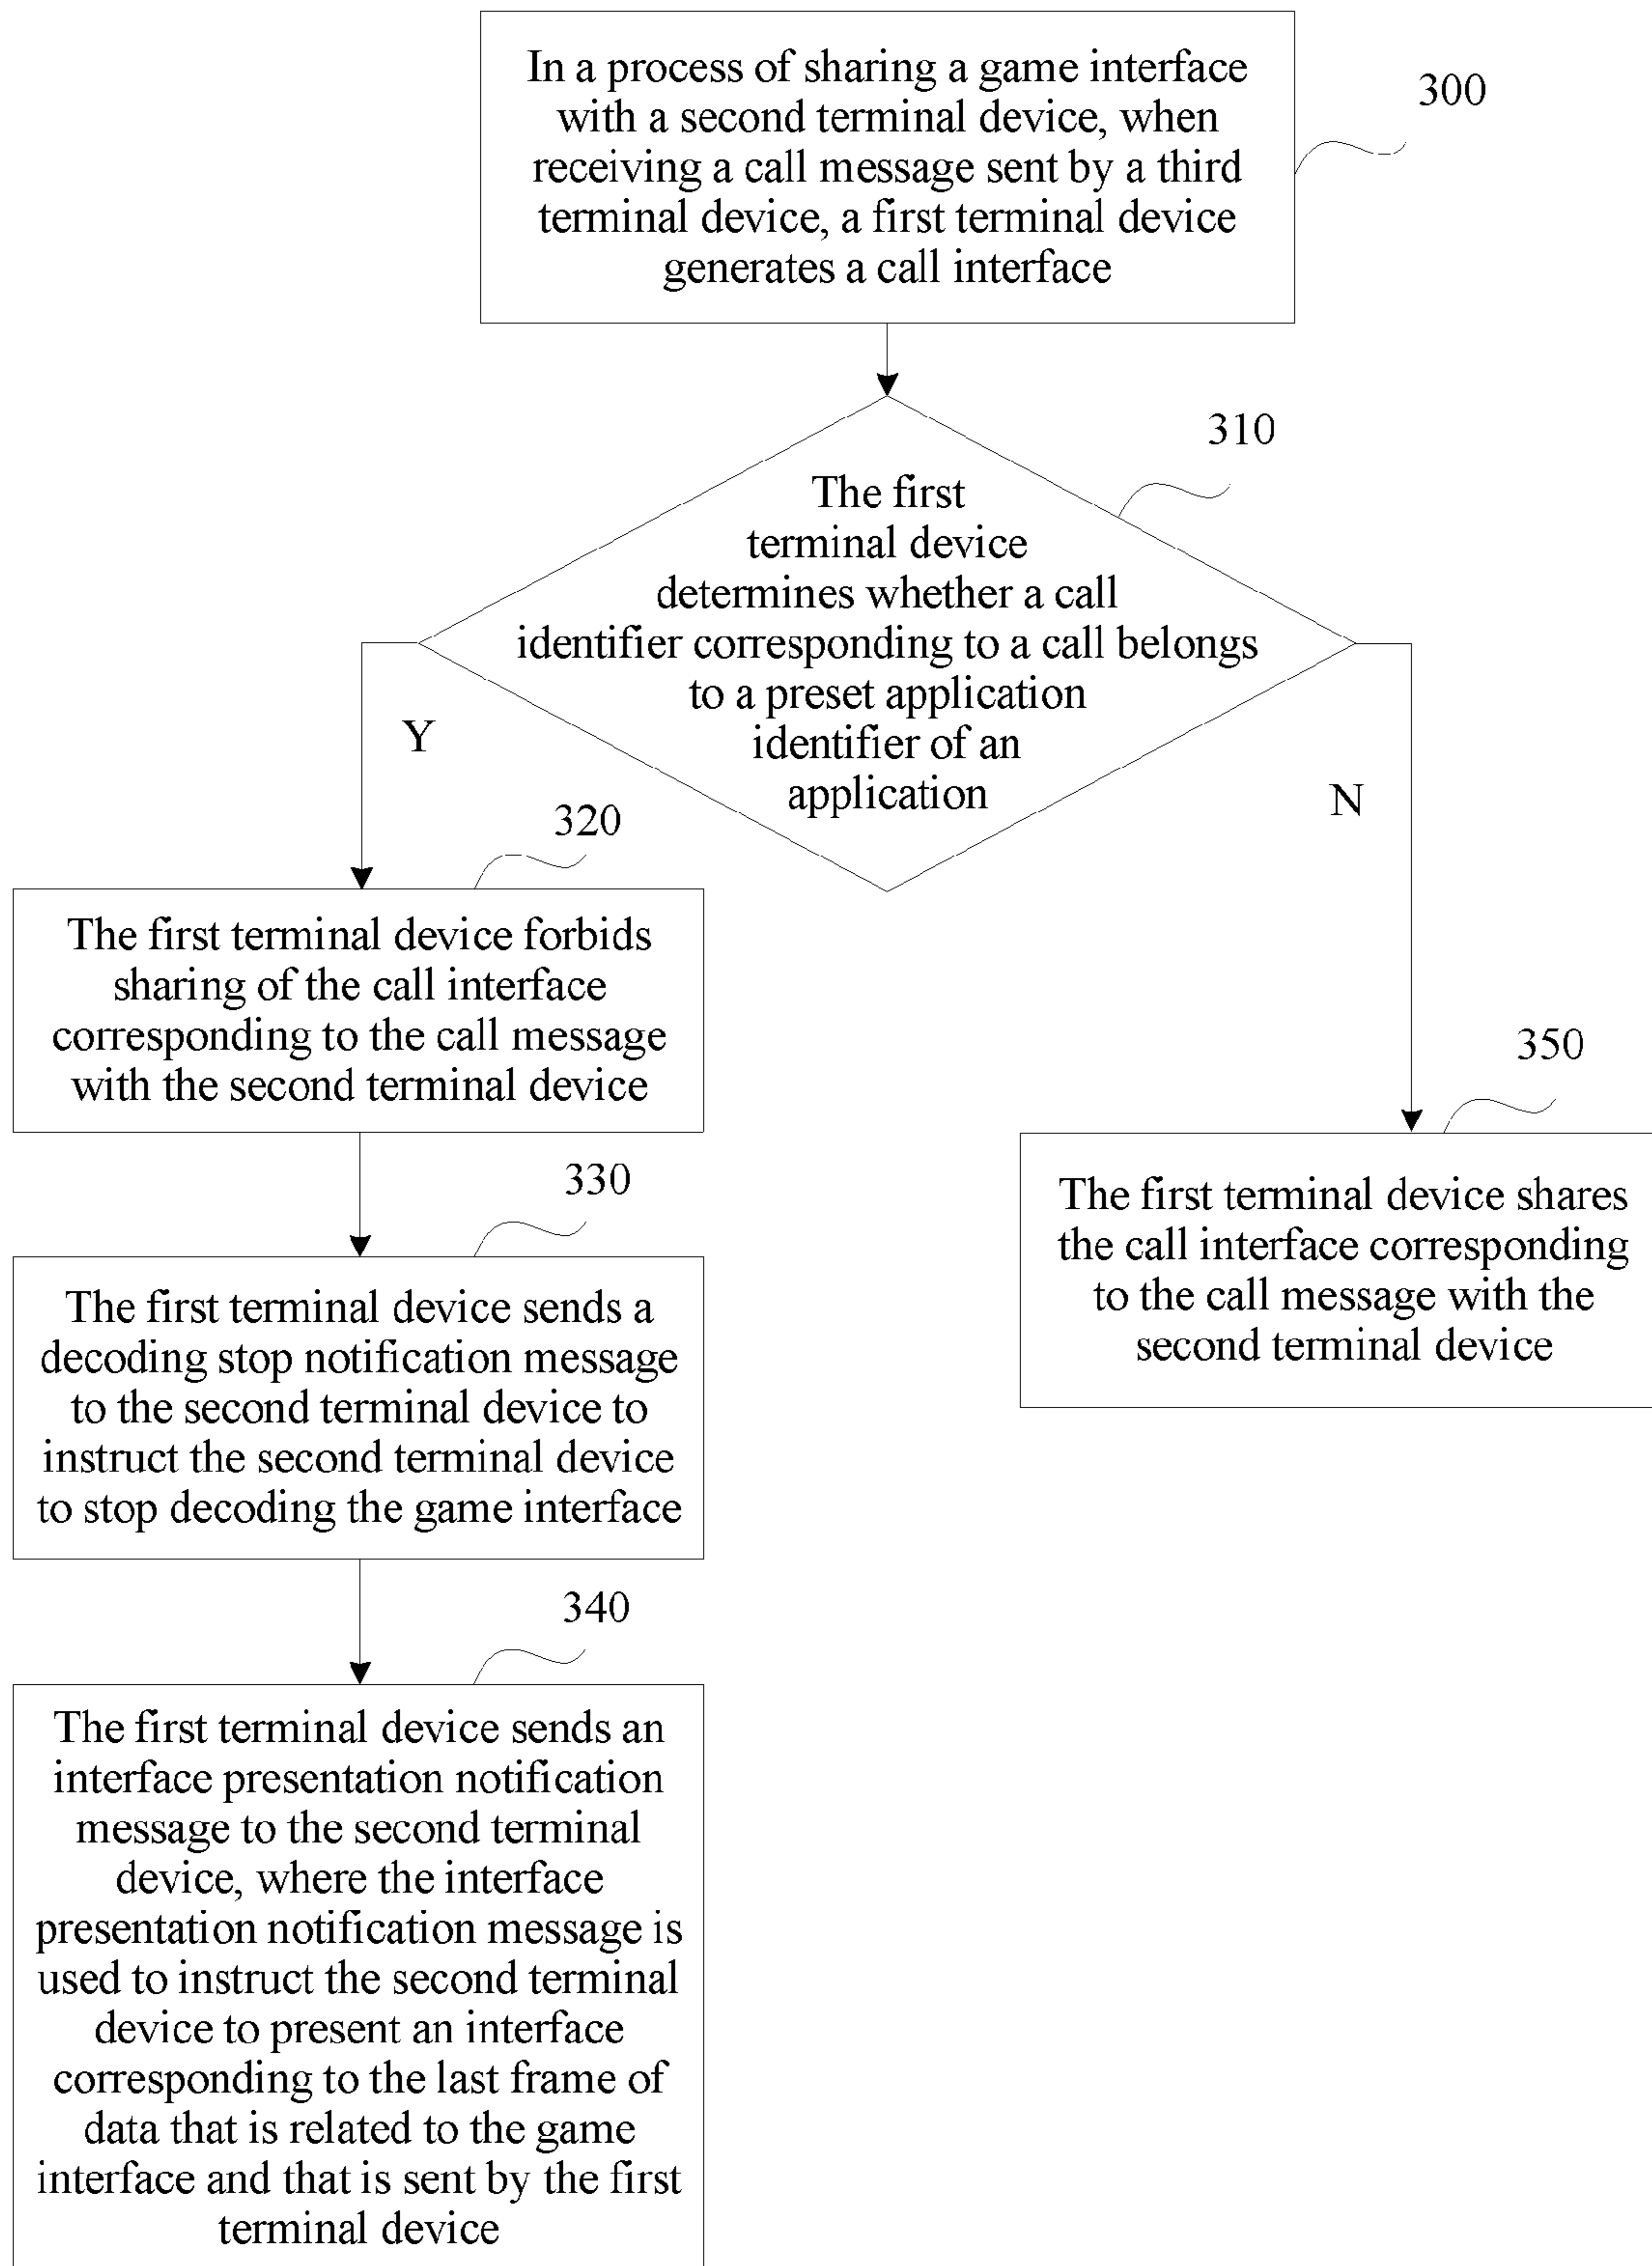 In a process of sharing a game interface
with a second terminal device, when
receiving a call message sent by a third
terminal device, a first terminal device
generates a call interface
300
310
The first
terminal device
determines whether a call
identifier corresponding to a call belongs
to a preset application
identifier of an
application
Y
N
320
The first terminal device forbids
sharing of the call interface
corresponding to the call message
with the second terminal device
330
The first terminal device sends a
decoding stop notification message
to the second terminal device to
instruct the second terminal device
to stop decoding the game interface
340
The first terminal device sends an
interface presentation notification
message to the second terminal
device, where the interface
presentation notification message is
used to instruct the second terminal
device to present an interface
corresponding to the last frame of
data that is related to the game
interface and that is sent by the first
terminal device
350
The first terminal device shares
the call interface corresponding
to the call message with the
second terminal device